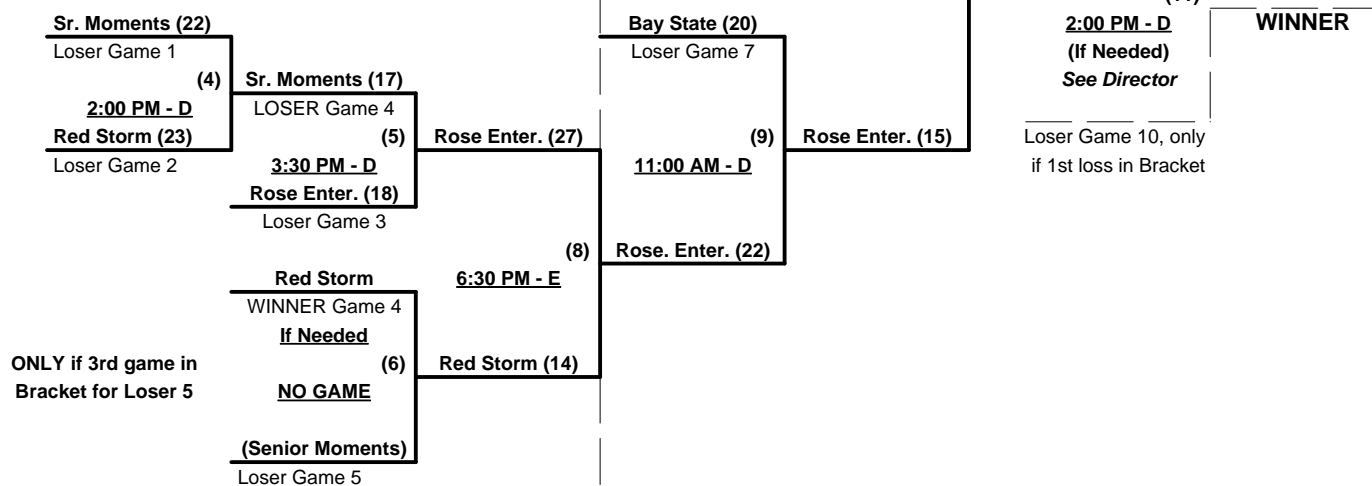 Sr. Moments (22)
Loser Game 1
(4)
2:00 PM - D
Red Storm (23)
Loser Game 2
Sr. Moments (17)
LOSER Game 4
(5)
3:30 PM - D
Rose Enter. (18)
Loser Game 3
Red Storm
WINNER Game 4
If Needed
ONLY if 3rd game in
Bracket for Loser 5
(6)
NO GAME
(Senior Moments)
Loser Game 5
Rose Enter. (27)
(8)
6:30 PM - E
Red Storm (14)
Bay State (20)
Loser Game 7
(9)
11:00 AM - D
Rose. Enter. (22)
Rose Enter. (15)
2:00 PM - D
(If Needed)
See Director
Loser Game 10, only
if 1st loss in Bracket
WINNER